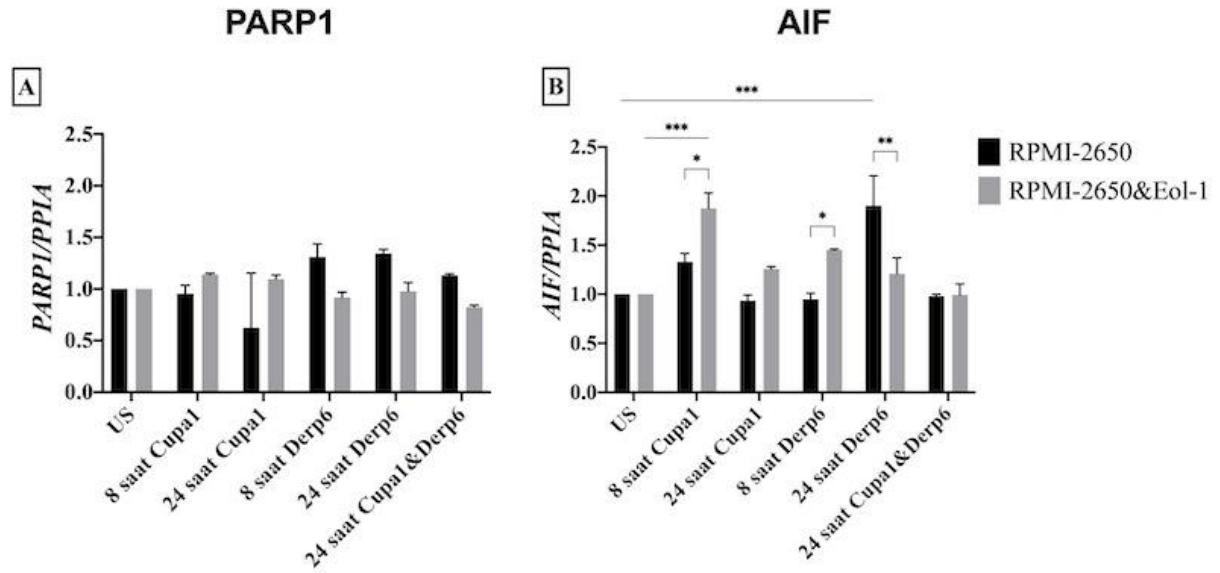 PARP1
AIF
A
B
***
***
*
*
**
2.5
2.0
1.5
1.0
0.5
0.0
PARP1/PPIA
US
8 saat Cupa1
24 saat Cupa1
8 saat Derp6
24 saat Derp6
24 saat Cupa1&Derp6
2.5
2.0
1.5
1.0
0.5
0.0
AIF/PPIA
US
8 saat Cupa1
24 saat Cupa1
8 saat Derp6
24 saat Derp6
24 saat Cupa1&Derp6
RPMI-2650
RPMI-2650&Eol-1